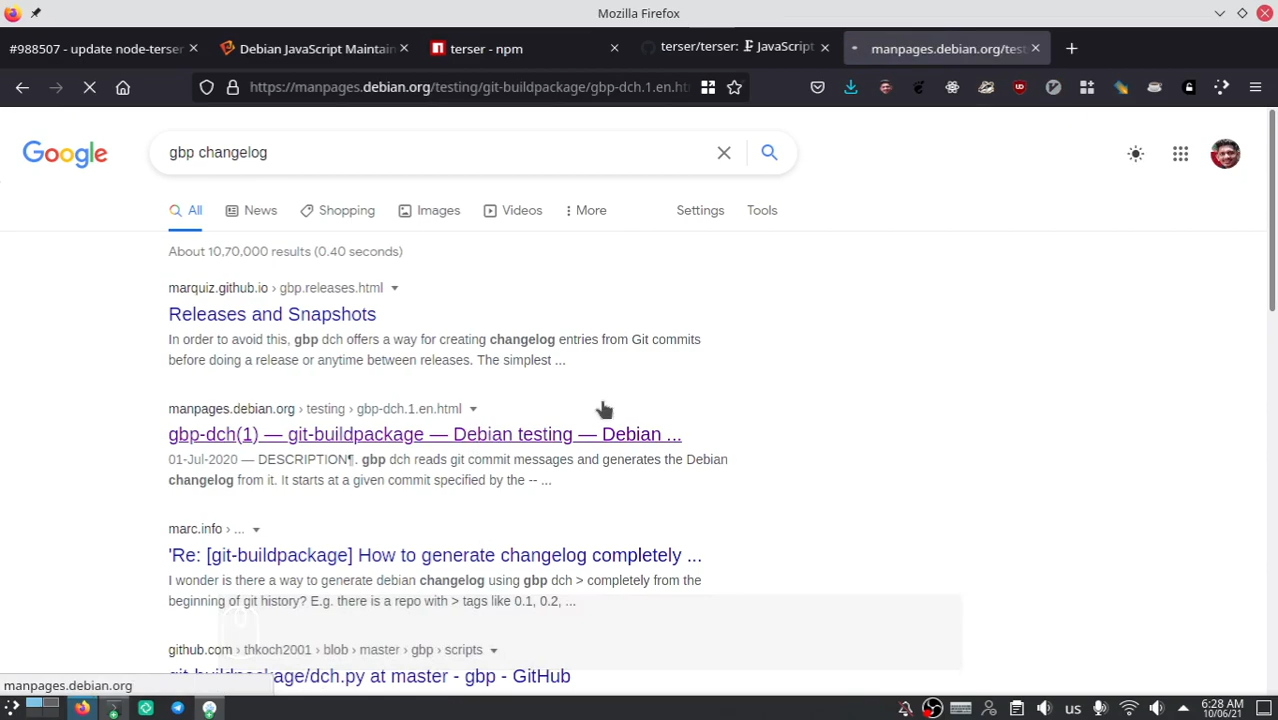 Mozilla Firefox
#988507 - update node-terser
Debian JavaScript Maintain
terser - npm
terser/terser: JavaScript
manpages.debian.org/tes
https://manpages.debian.org/testing/git-buildpackage/gbp-dch.1.en.ht
Google
gbp changelog
All
News
Shopping
Images
Videos
More
Settings
Tools
About 10,70,000 results (0.40 seconds)
marquiz.github.io › gbp.releases.html
Releases and Snapshots
In order to avoid this, gbp dch offers a way for creating changelog entries from Git commits
before doing a release or anytime between releases. The simplest ...
manpages.debian.org › testing › gbp-dch.1.en.html
gbp-dch(1) — git-buildpackage — Debian testing — Debian ...
01-Jul-2020 — DESCRIPTION¶. gbp dch reads git commit messages and generates the Debian
changelog from it. It starts at a given commit specified by the -- ...
marc.info › ...
'Re: [git-buildpackage] How to generate changelog completely ...
I wonder is there a way to generate debian changelog using gbp dch > completely from the
beginning of git history? E.g. there is a repo with > tags like 0.1, 0.2, ...
github.com › thkoch2001 › blob › master › gbp › scripts
git-buildpackage/dch.py at master - gbp - GitHub
manpages.debian.org
us
6:28 AM
10/06/21